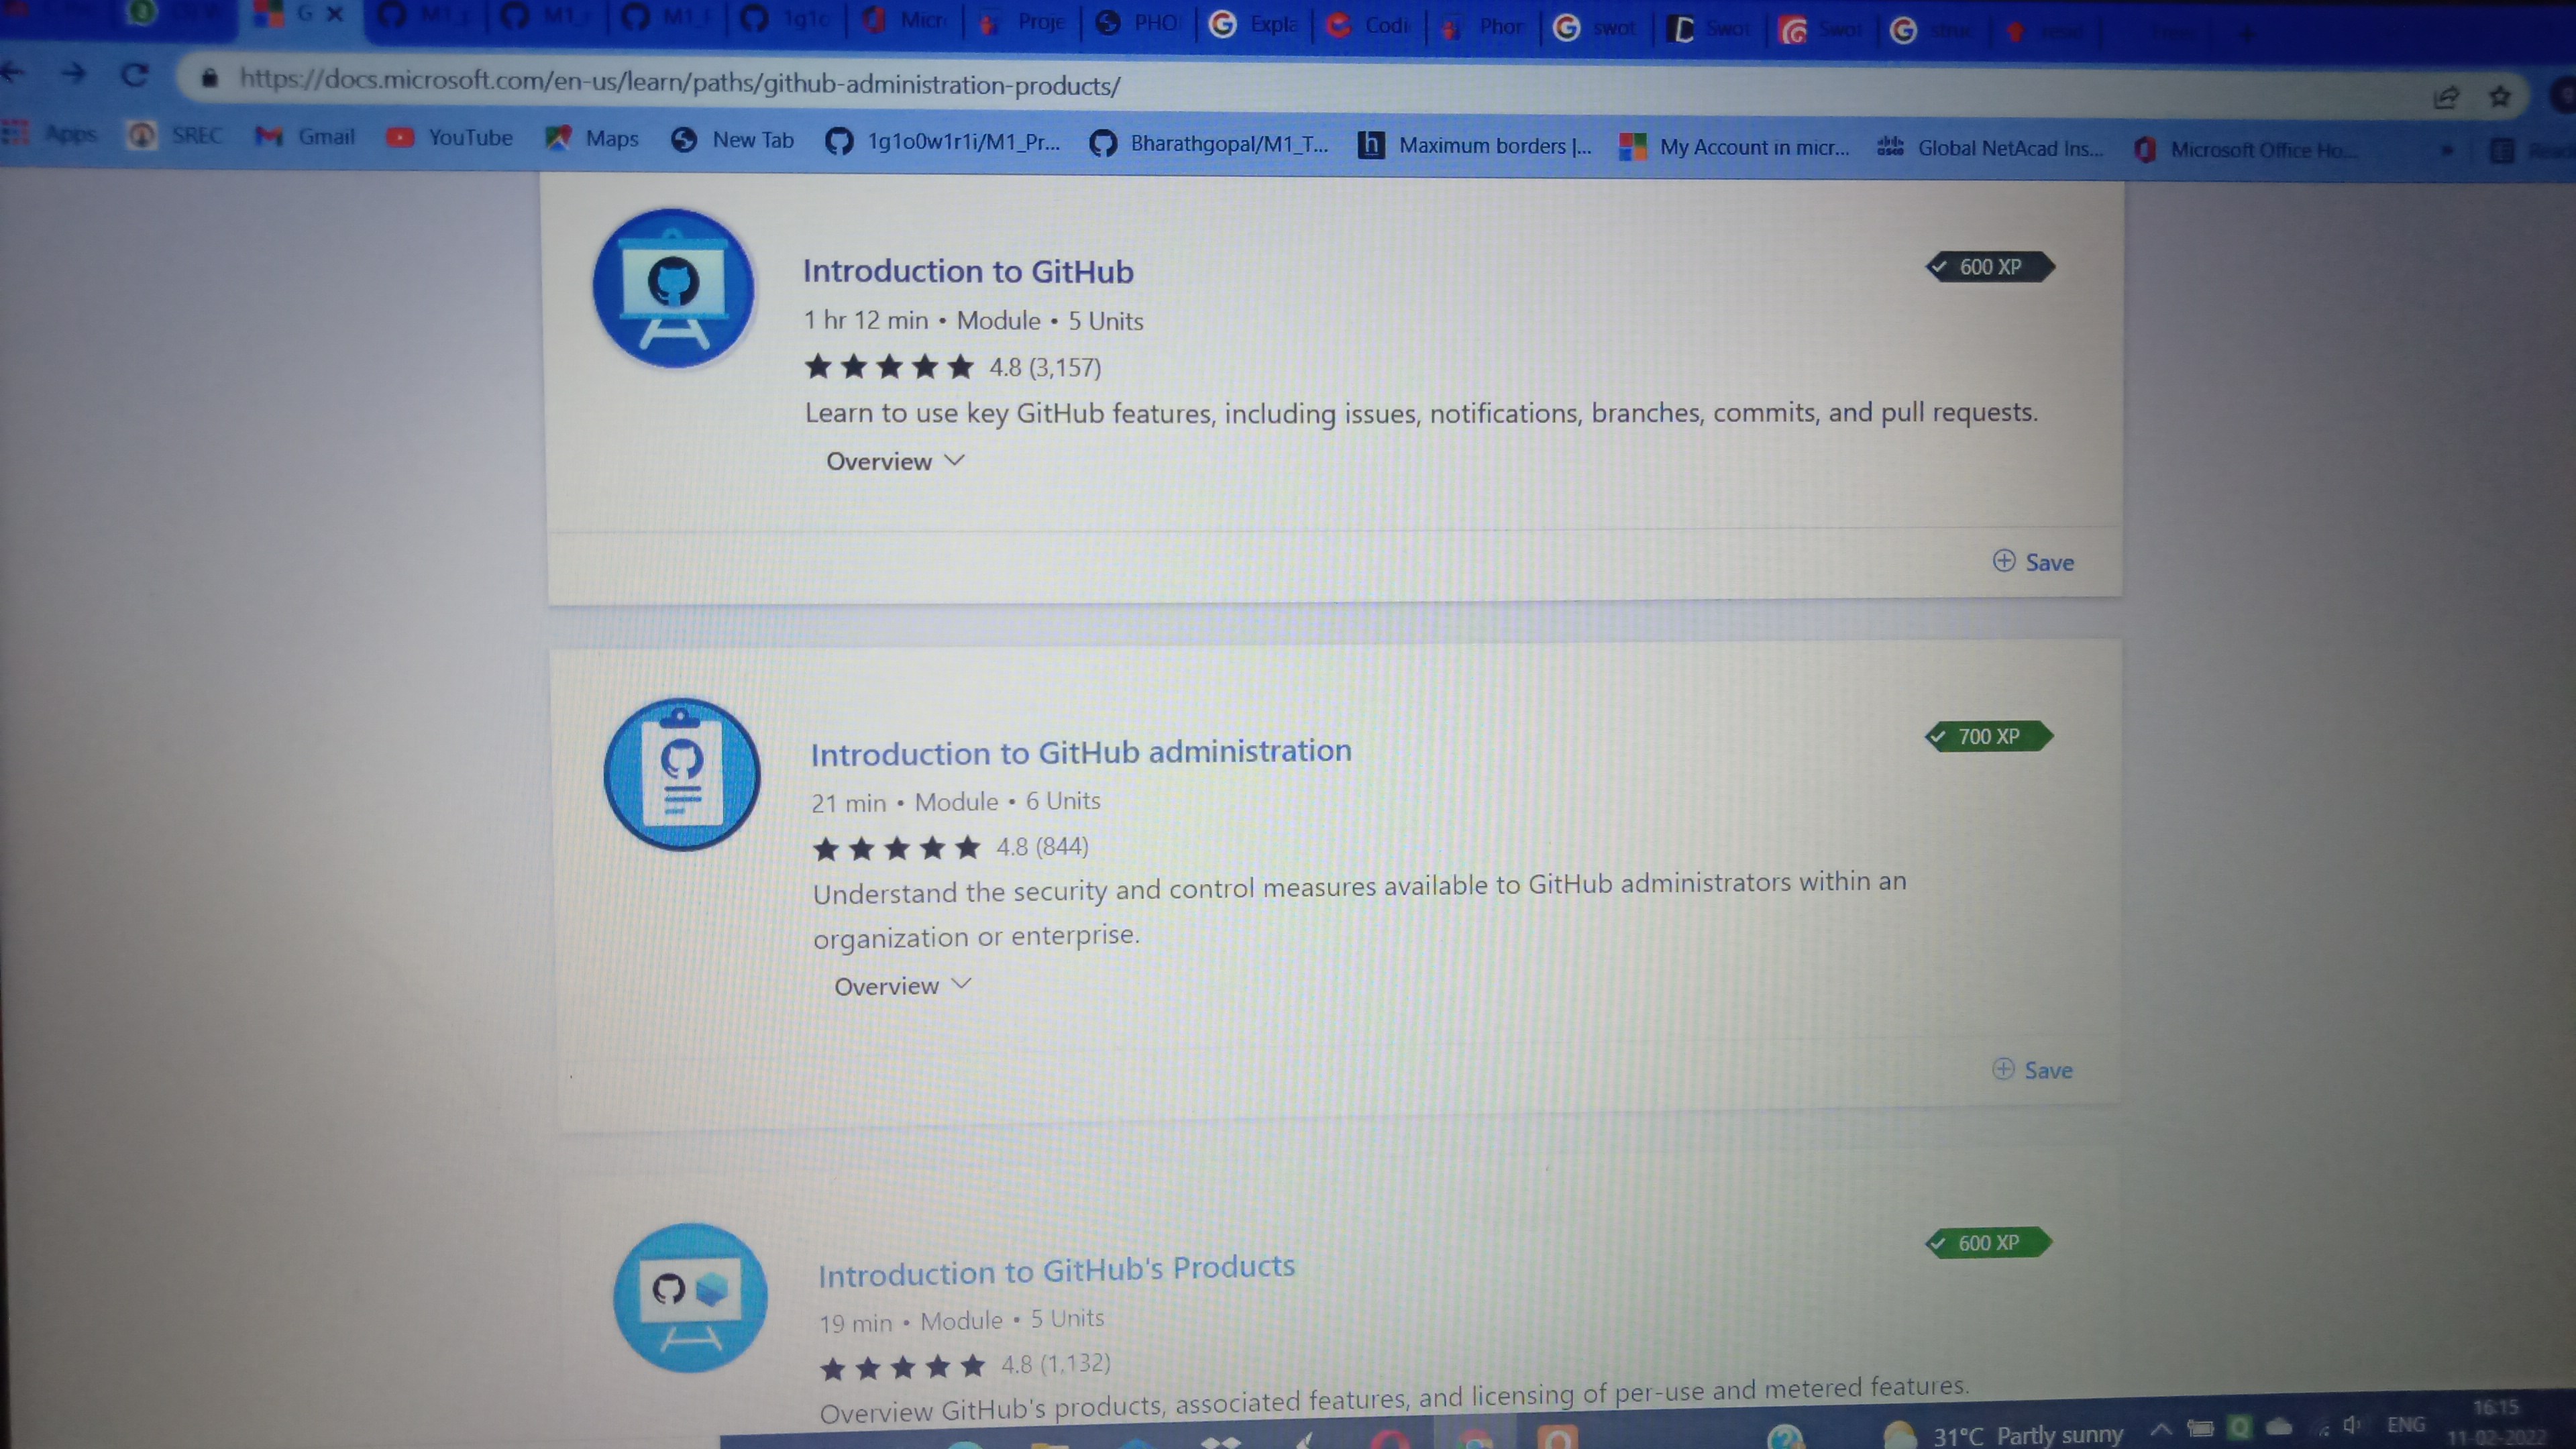 G
Micr
Proje
PHO
Expla
Codi
Phor
swot
Swot
Swot
https://docs.microsoft.com/en-us/learn/paths/github-administration-products/
Apps
SREC
Gmail
YouTube
Maps
New Tab
1g1o0w1r1i/M1_Pr...
Bharathgopal/M1_T...
Maximum borders |...
My Account in micr...
Global NetAcad Ins...
Microsoft Office Ho...
Introduction to GitHub
600 XP
1 hr 12 min • Module • 5 Units
4.8 (3,157)
Learn to use key GitHub features, including issues, notifications, branches, commits, and pull requests.
Overview
Save
Introduction to GitHub administration
700 XP
21 min • Module • 6 Units
4.8 (844)
Understand the security and control measures available to GitHub administrators within an
organization or enterprise.
Overview
Save
Introduction to GitHub's Products
600 XP
19 min • Module • 5 Units
4.8 (1,132)
Overview GitHub's products, associated features, and licensing of per-use and metered features.
31°C Partly sunny
ENG
16:15
11-02-2022